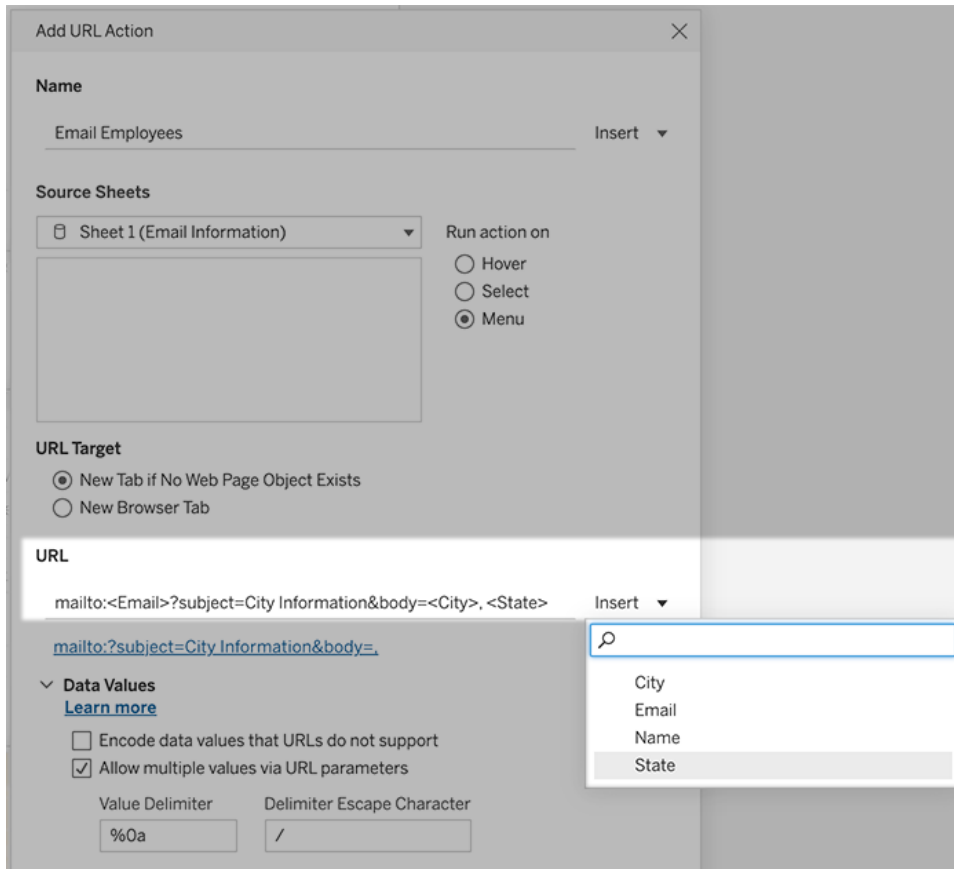 Add URL Action
Name
Email Employees
Insert
Source Sheets
Sheet 1 (Email Information)
Run action on
Hover
Select
Menu
URL Target
New Tab if No Web Page Object Exists
New Browser Tab
URL
mailto:<Email>?subject=City Information&body=<City>, <State>
Insert
mailto:?subject=City Information&body=,
City
Email
Name
State
Data Values
Learn more
Encode data values that URLs do not support
Allow multiple values via URL parameters
Value Delimiter
Delimiter Escape Character
%0a
/